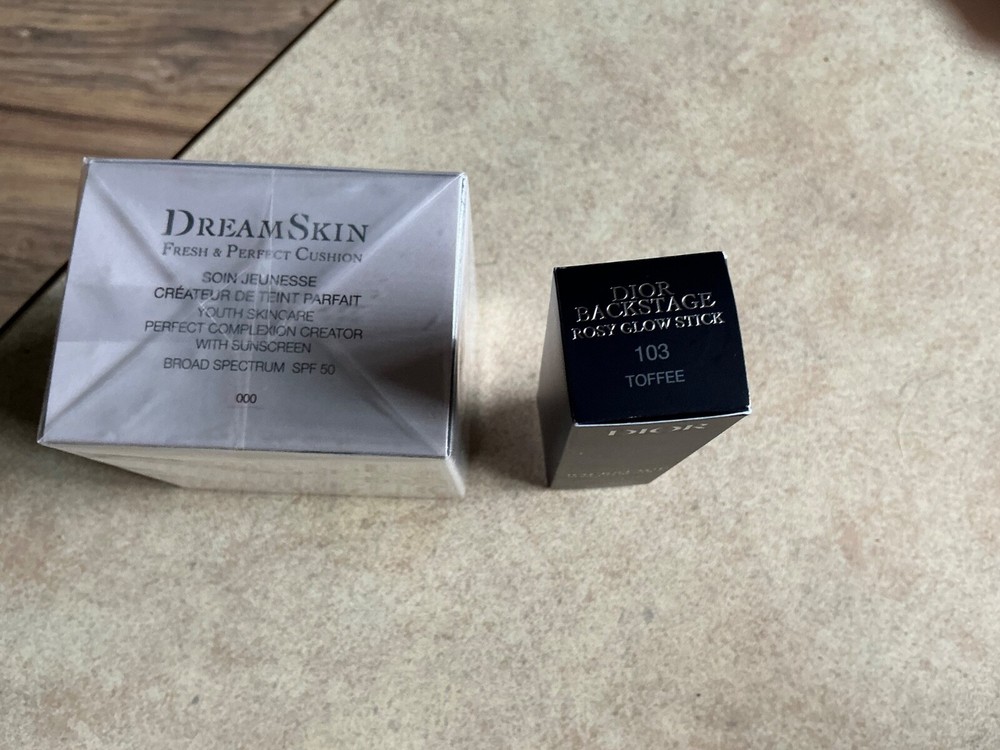 DREAMSKIN
FRESH & PERFECT CUSHION
SOIN JEUNESSE
CRÉATEUR DE TEINT PARFAIT
YOUTH SKINCARE
PERFECT COMPLEXION CREATOR
WITH SUNSCREEN
BROAD SPECTRUM SPF 50
000
DIOR
BACKSTAGE
ROSY GLOW STICK
103
TOFFEE
DIOR